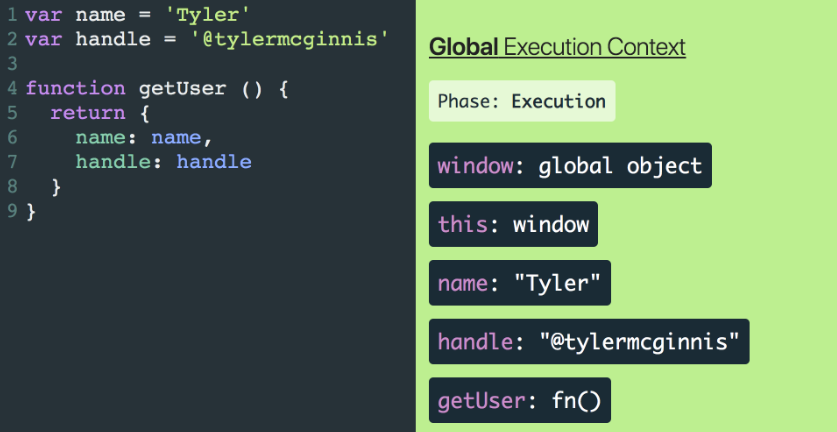 1 var name = 'Tyler'
2 var handle = '@tylermcginnis'
3
4 function getUser () {
5   return {
6     name: name,
7     handle: handle
8   }
9 }
Global Execution Context
Phase: Execution
window: global object
this: window
name: "Tyler"
handle: "@tylermcginnis"
getUser: fn()